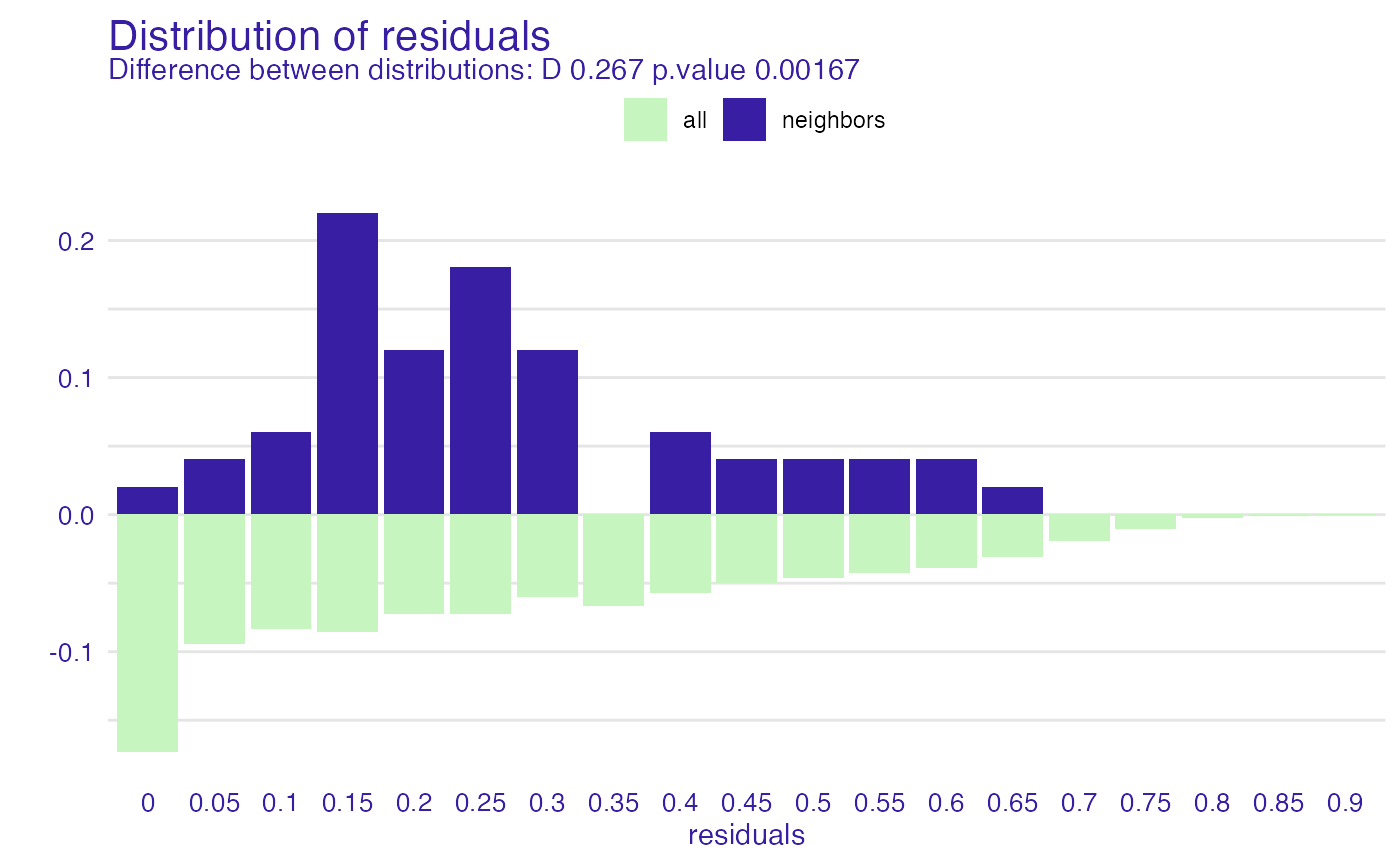 Distribution of residuals
Difference between distributions: D 0.267 p.value 0.00167
all neighbors
0.2
0.1
0.0
-0.1
0 0.05 0.1 0.15 0.2 0.25 0.3 0.35 0.4 0.45 0.5 0.55 0.6 0.65 0.7 0.75 0.8 0.85 0.9
residuals